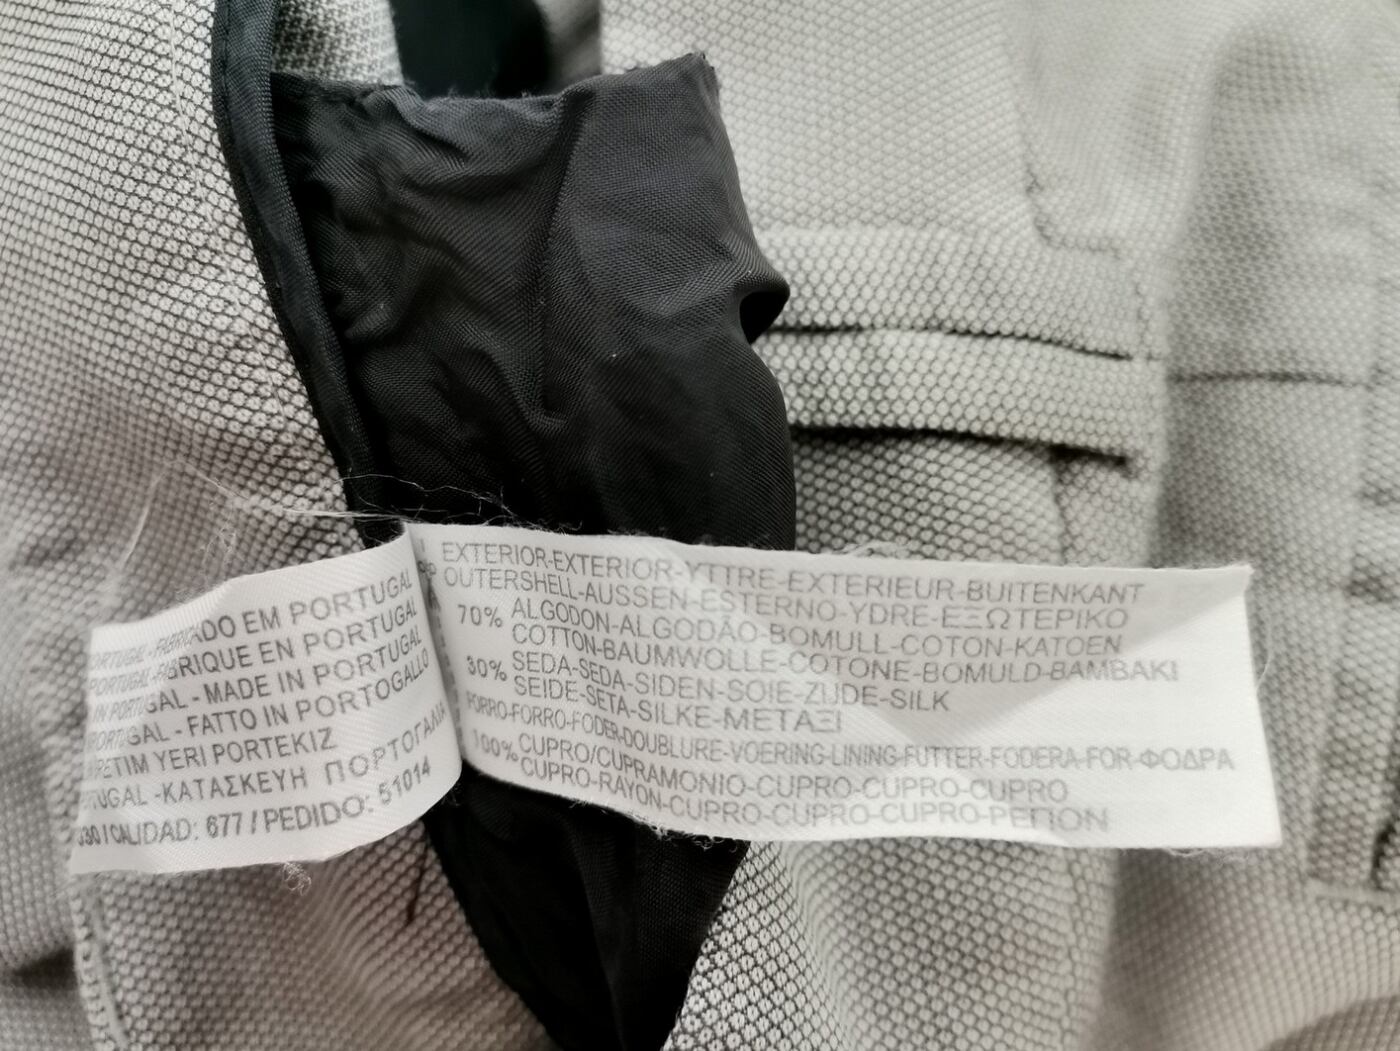 FABRICADO EM PORTUGAL
PORTUGAL-FABRIQUE EN PORTUGAL
IN PORTUGAL - MADE IN PORTUGAL
PORTUGAL - FATTO IN PORTOGALLO
YERI PORTEKIZ
-ΚΑΤΑΣΚΕΥΗ ΠΟΡΤΟΓΑΛΙΑ
/CALIDAD: 677 / PEDIDO: 51014
EXTERIOR-EXTERIOR-YTTRE-EXTERIEUR-BUITENKANT
OUTERSHELL-AUSSEN-ESTERNO-YDRE-ΕΞΩΤΕΡΙΚΟ
70% ALGODON-ALGODÃO-BOMULL-COTON-KATOEN
COTTON-BAUMWOLLE-COTONE-BOMULD-BAMBAKI
30% SEDA-SEDA-SIDEN-SOIE-ZIJDE-SILK
SEIDE-SETA-SILKE-ΜΕΤΑΞΙ
FORRO-FORRO-FODER-DOUBLURE-VOERING-LINING-FUTTER-FODERA-FOR-ΦΟΔΡΑ
100% CUPRO/CUPRAMONIO-CUPRO-CUPRO-CUPRO
CUPRO-RAYON-CUPRO-CUPRO-CUPRO-ΡΕΓΙΟΝ